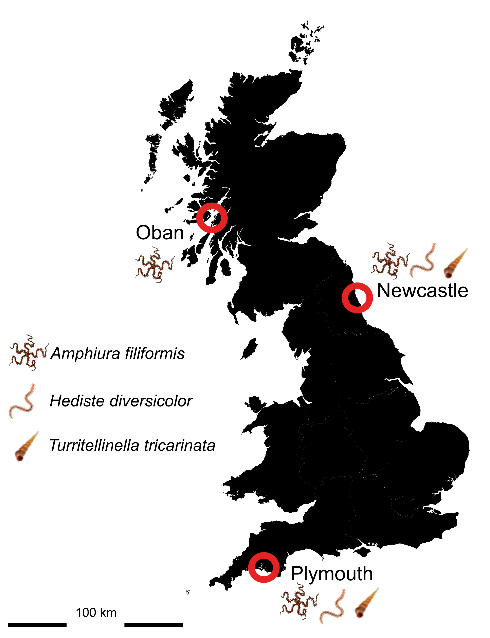 Oban
Newcastle
Amphiura filiformis
Hediste diversicolor
Turritellinella tricarinata
Plymouth
100 km